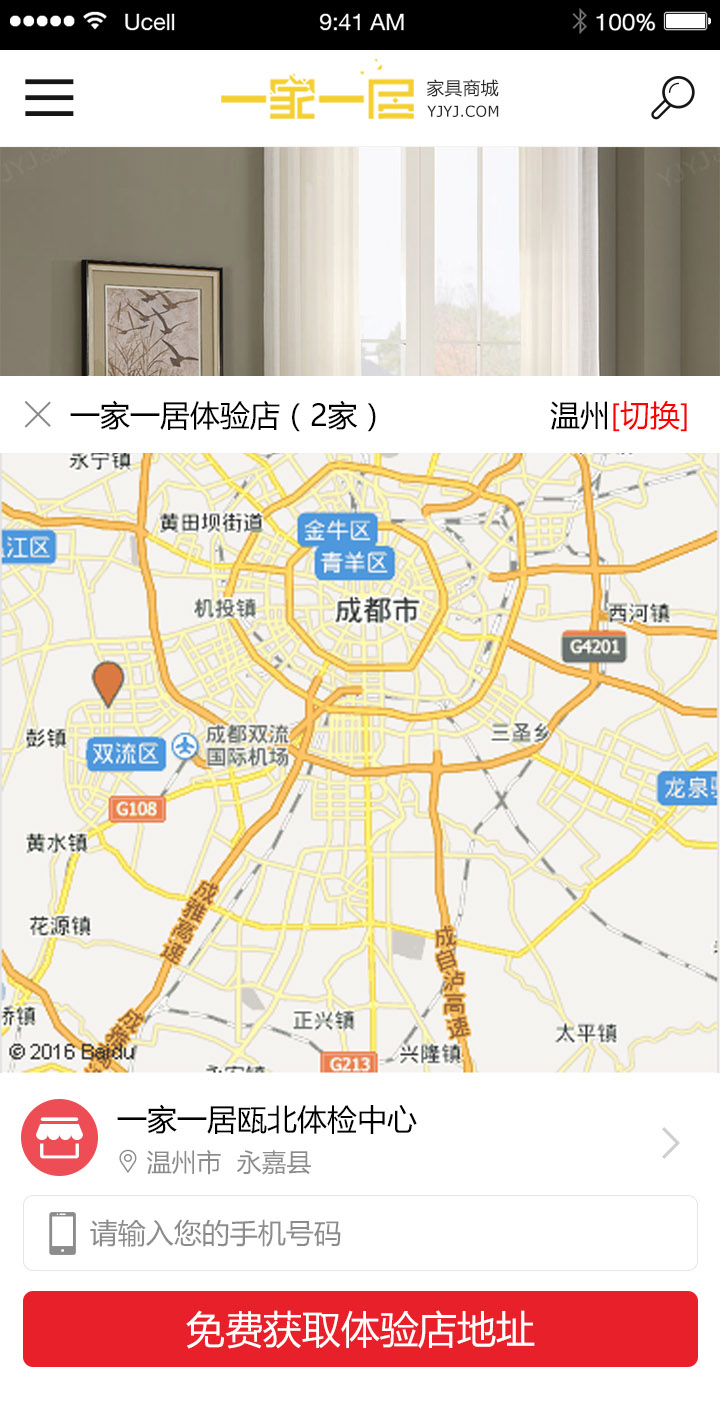 Ucell 9:41 AM 100%
一家一居 家具商城
YJYJ.COM
一家一居体验店（2家） 温州[切换]
永宁镇
黄田坝街道
金牛区
江区
青羊区
机投镇
成都市
西河镇
G4201
彭镇
双流区
成都双流
国际机场
三圣乡
龙泉
G108
黄水镇
成雅高速
花源镇
成自泸高速
正兴镇
太平镇
© 2016 Baidu
G213
兴隆镇
一家一居瓯北体检中心
温州市 永嘉县
请输入您的手机号码
免费获取体验店地址